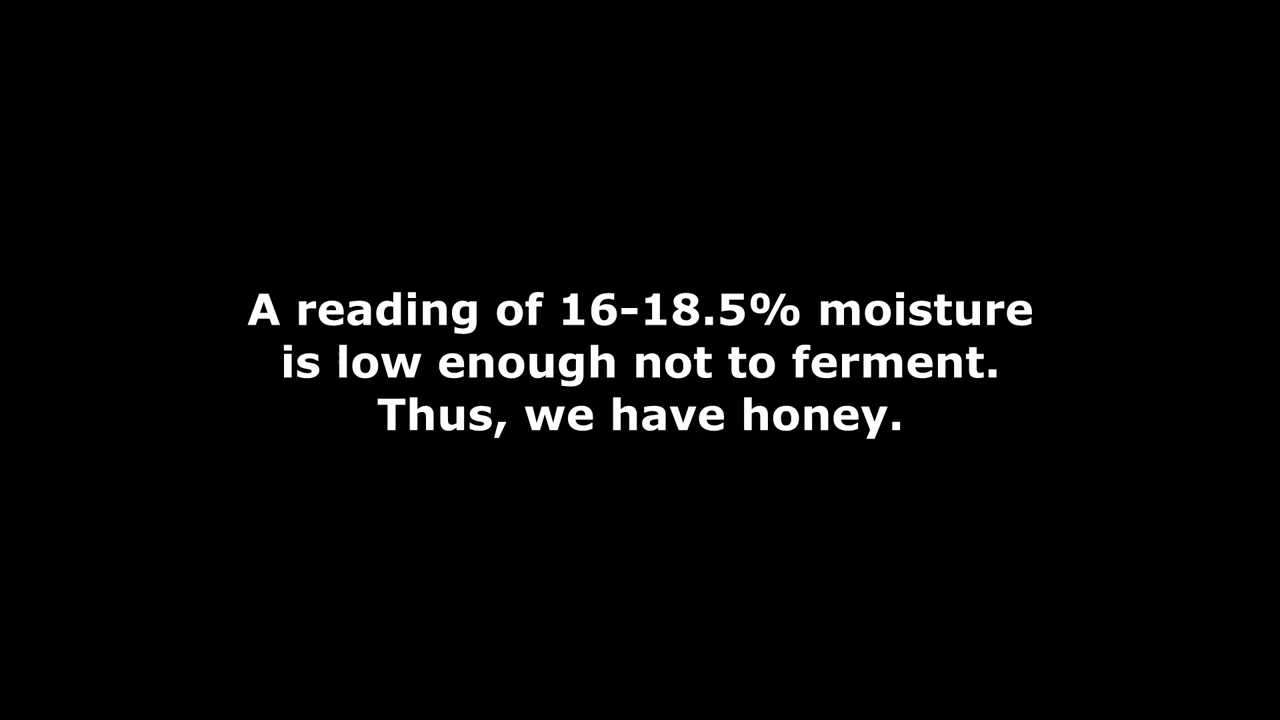 A reading of 16-18.5% moisture
is low enough not to ferment.
Thus, we have honey.